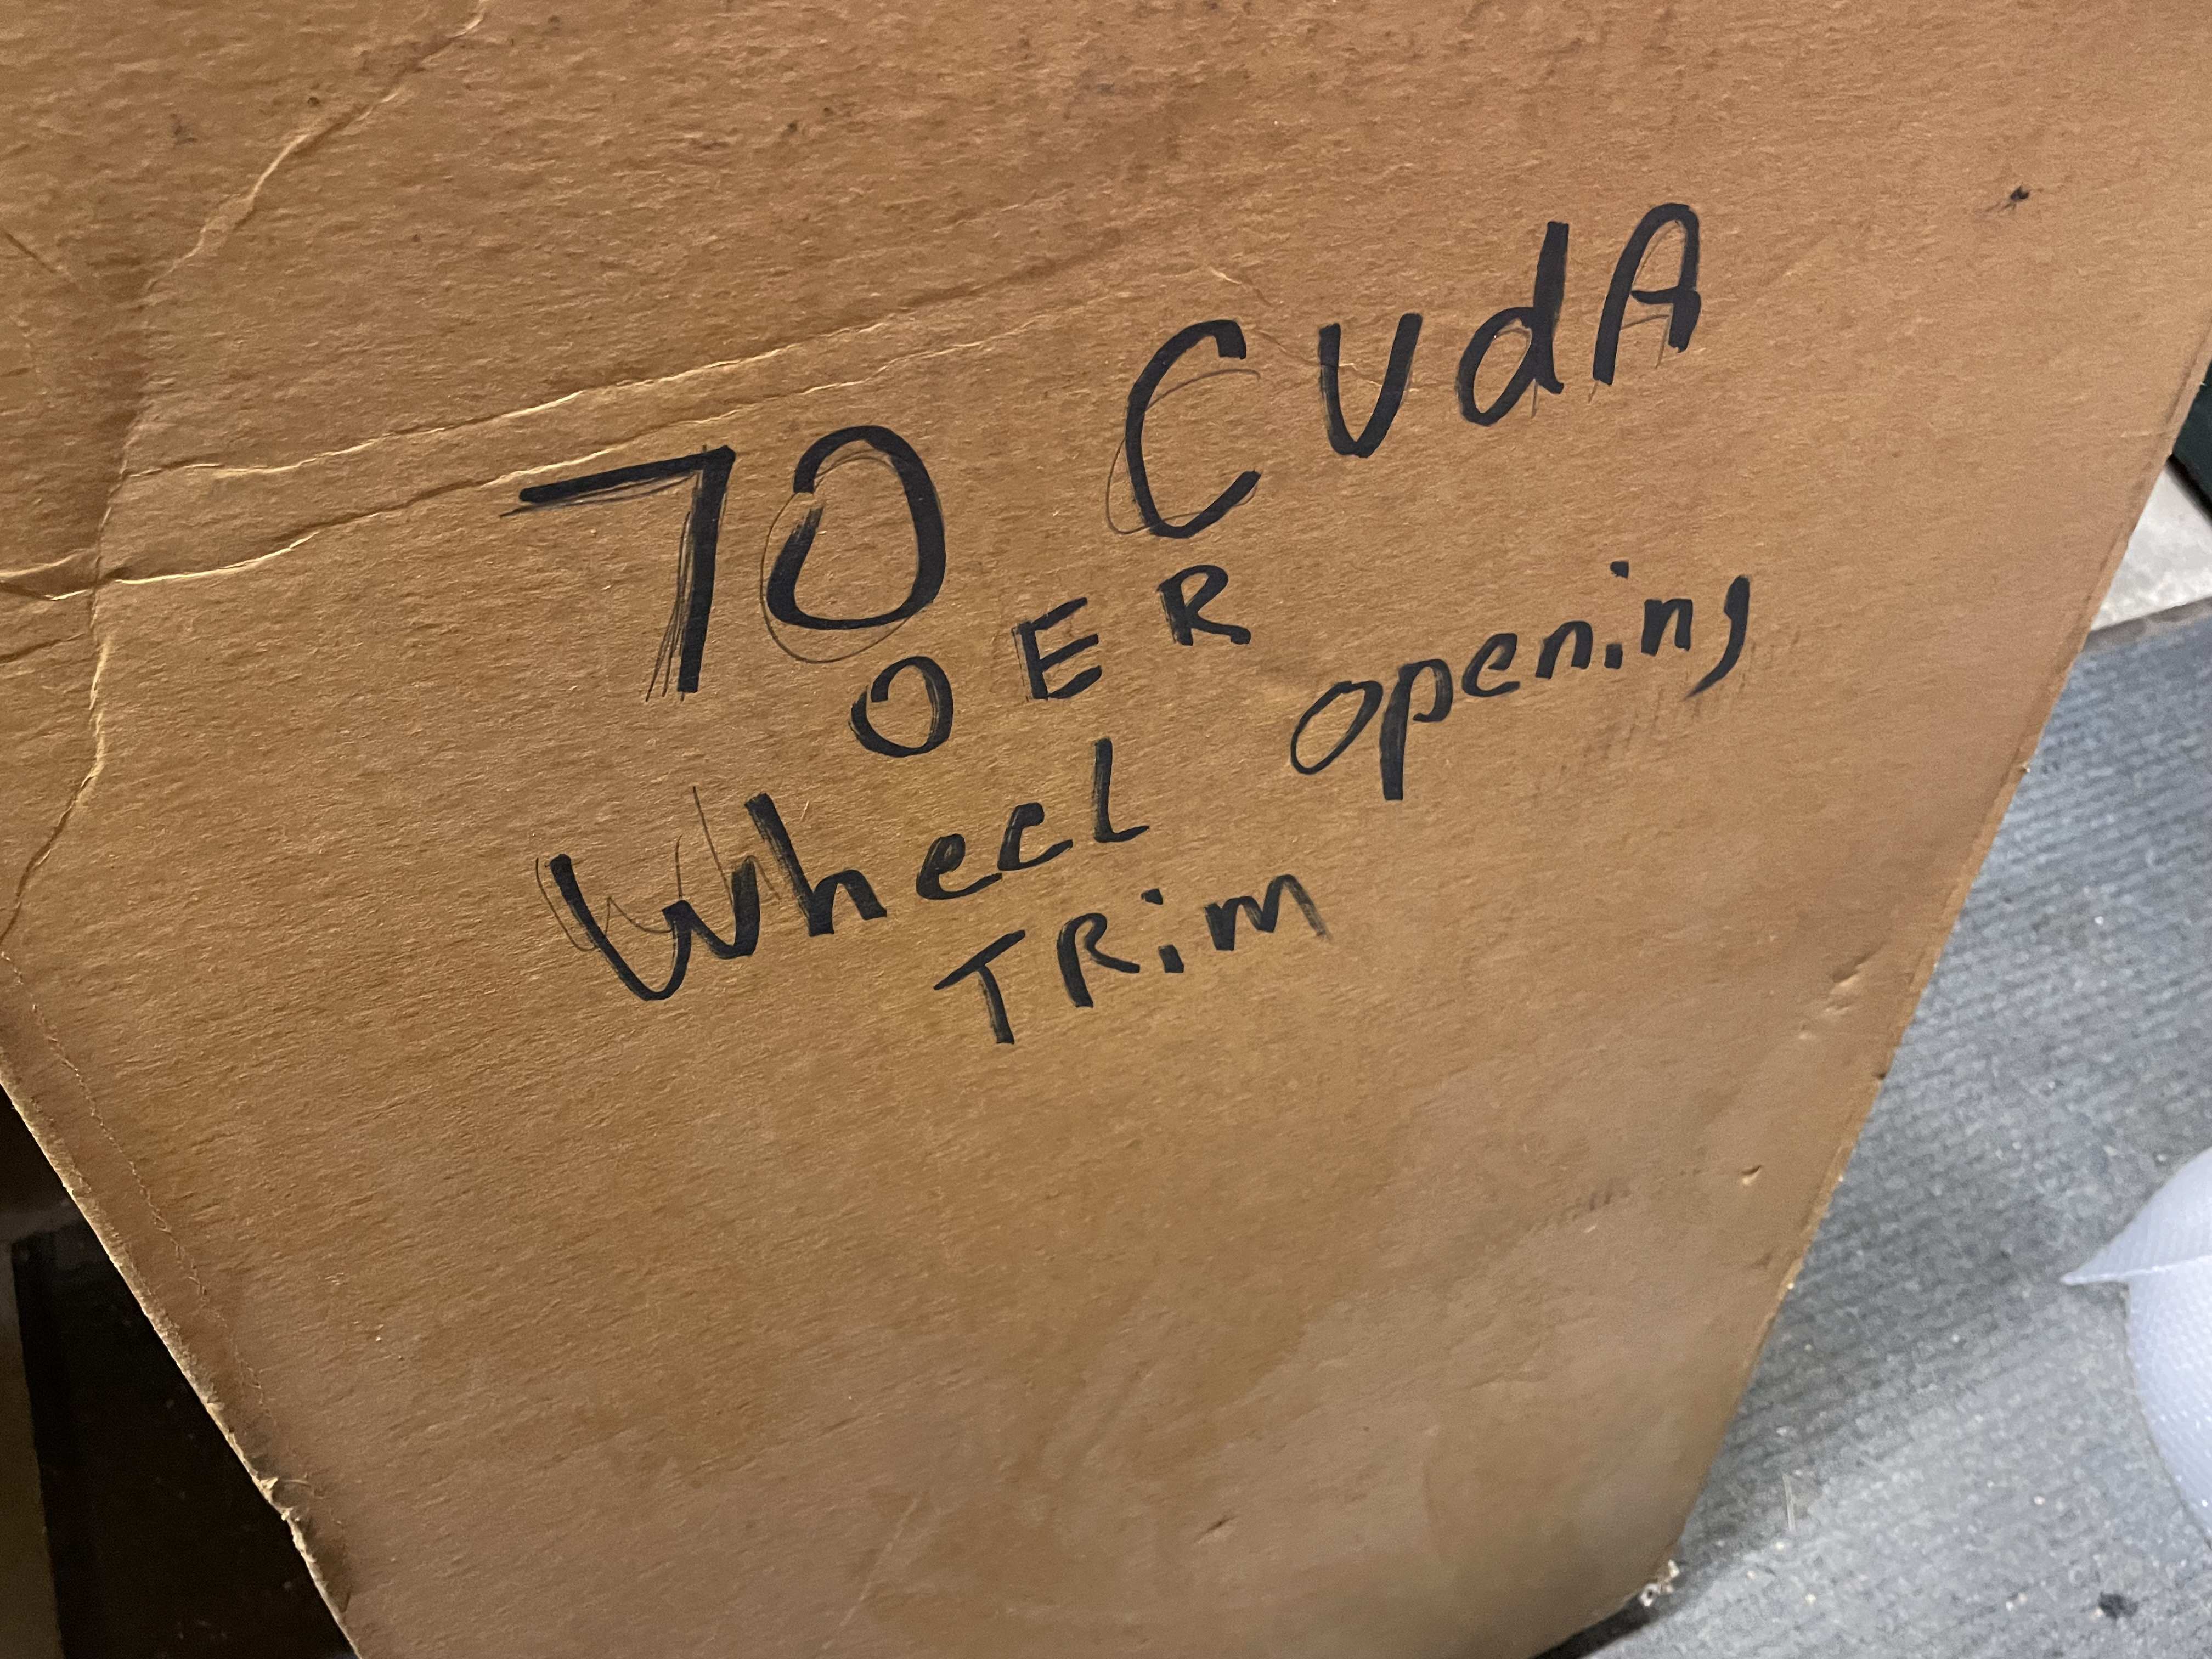 70 CUdA
OER
Wheel opening
TRim